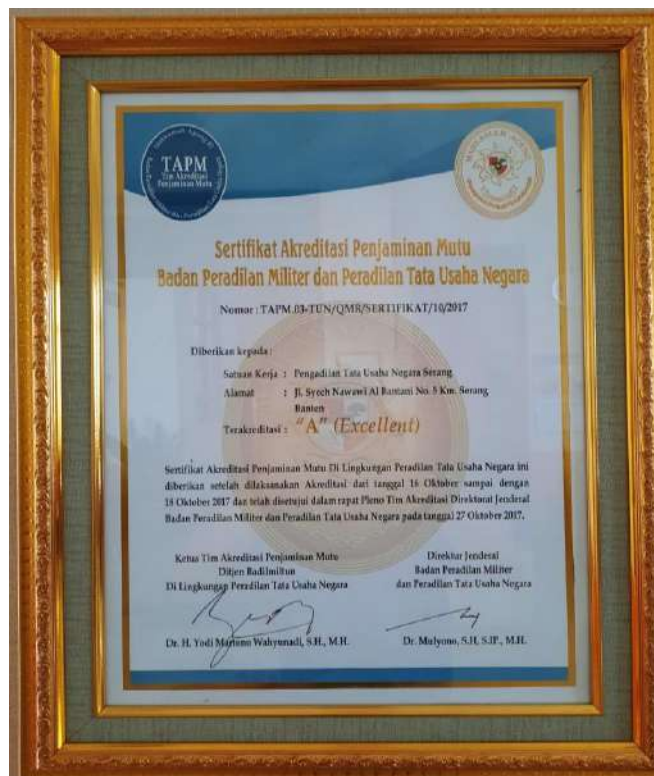 TAPM
Tim Akreditasi
Penjaminan Mutu
MAHKAMAH AGUNG
Sertifikat Akreditasi Penjaminan Mutu
Badan Peradilan Militer dan Peradilan Tata Usaha Negara
Nomor : TAPM.03-TUN/QMR/SERTIFIKAT/10/2017
Diberikan kepada :
Satuan Kerja : Pengadilan Tata Usaha Negara Serang
Alamat : Jl. Syech Nawawi Al Bantani No. 5 Km. Serang
Banten
Terakreditasi : "A" (Excellent)
Sertifikat Akreditasi Penjaminan Mutu Di Lingkungan Peradilan Tata Usaha Negara ini
diberikan setelah dilaksanakan Akreditasi dari tanggal 16 Oktober sampai dengan
18 Oktober 2017 dan telah disetujui dalam rapat Pleno Tim Akreditasi Direktorat Jenderal
Badan Peradilan Militer dan Peradilan Tata Usaha Negara pada tanggal 27 Oktober 2017.
Ketua Tim Akreditasi Penjaminan Mutu
Ditjen Badilmiltun
Di Lingkungan Peradilan Tata Usaha Negara
Dr. H. Yodi Martono Wahyunadi, S.H., M.H.
Direktur Jenderal
Badan Peradilan Militer
dan Peradilan Tata Usaha Negara
Dr. Mulyono, S.H, S.IP., M.H.